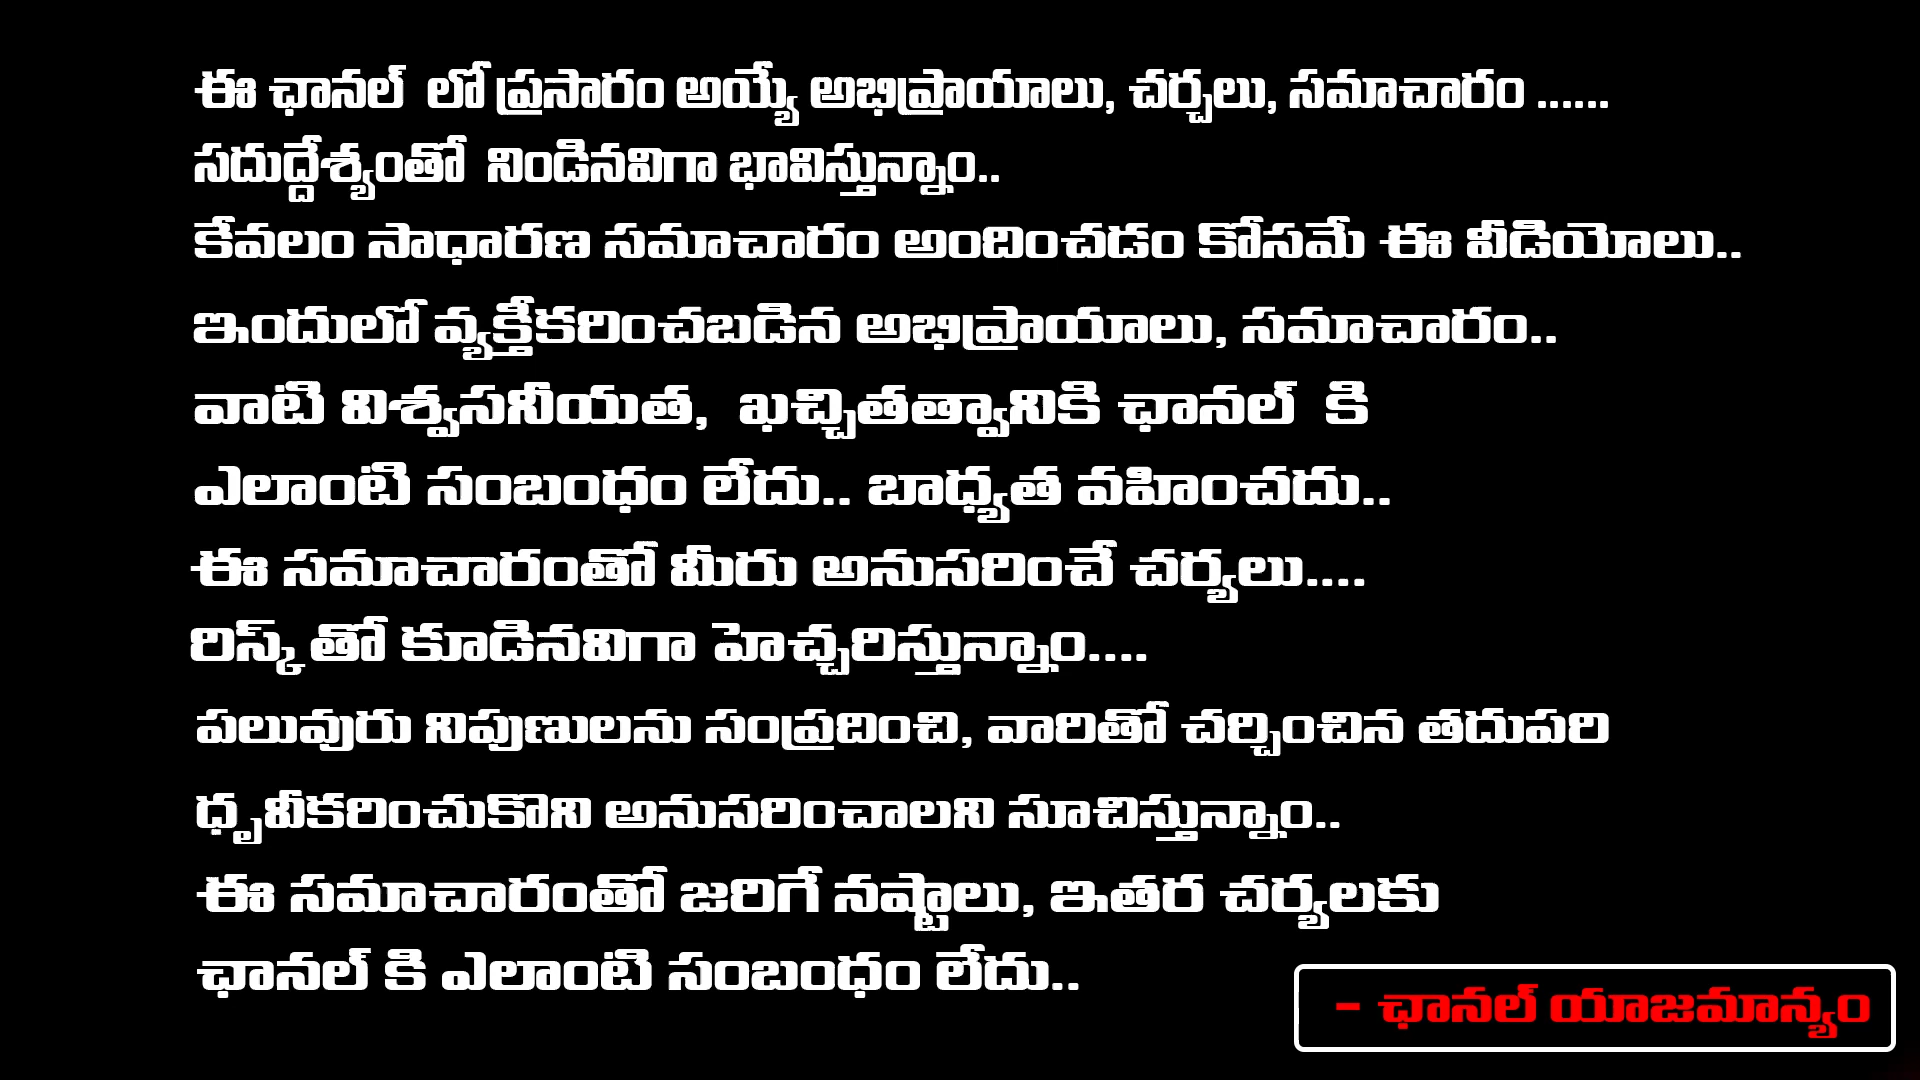 ఈ ఛానల్ లో ప్రసారం అయ్యే అభిప్రాయాలు, చర్చలు, సమాచారం ......
సదుద్దేశ్యంతో నిండినవిగా భావిస్తున్నాం..
కేవలం సాధారణ సమాచారం అందించడం కోసమే ఈ వీడియోలు..
ఇందులో వ్యక్తీకరించబడిన అభిప్రాయాలు, సమాచారం..
వాటి విశ్వసనీయత, ఖచ్చితత్వానికి ఛానల్ కి
ఎలాంటి సంబంధం లేదు.. బాధ్యత వహించదు..
ఈ సమాచారంతో మీరు అనుసరించే చర్యలు....
రిస్క్ తో కూడినవిగా హెచ్చరిస్తున్నాం....
పలువురు నిపుణులను సంప్రదించి, వారితో చర్చించిన తదుపరి
ధృవీకరించుకొని అనుసరించాలని సూచిస్తున్నాం..
ఈ సమాచారంతో జరిగే నష్టాలు, ఇతర చర్యలకు
ఛానల్ కి ఎలాంటి సంబంధం లేదు..
- ఛానల్ యాజమాన్యం